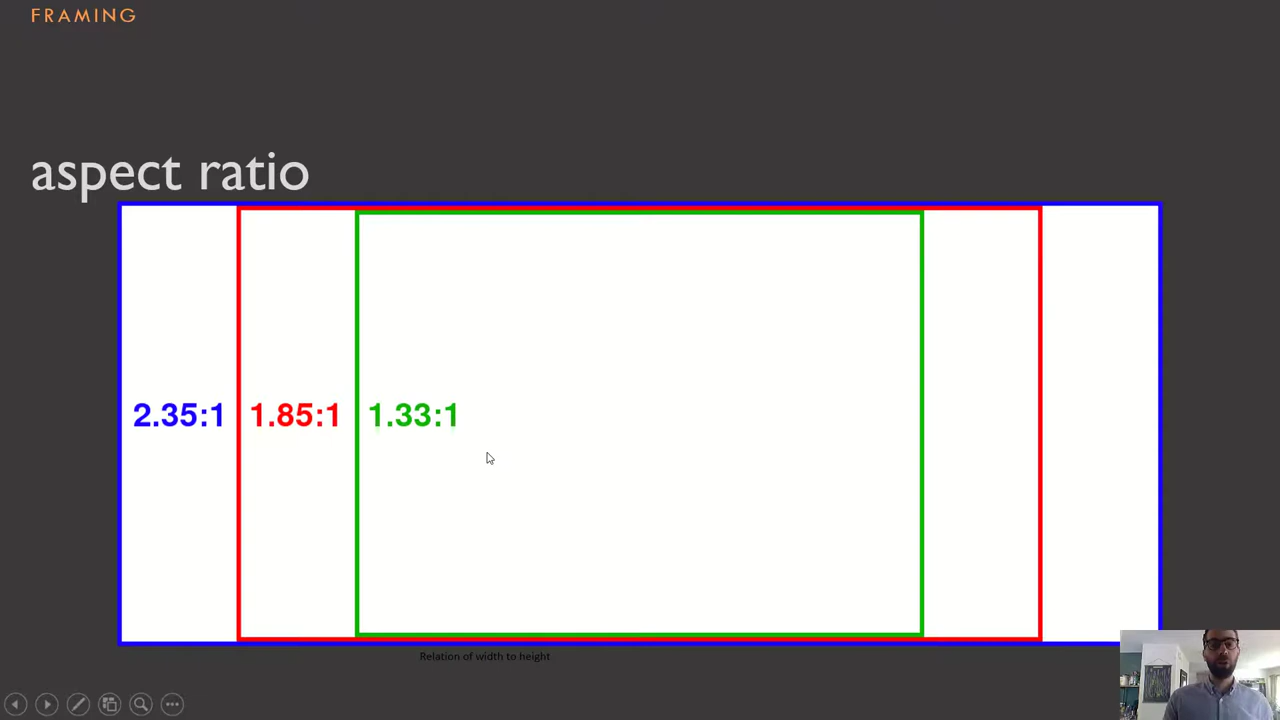 FRAMING
aspect ratio
2.35:1 1.85:1 1.33:1
Relation of width to height